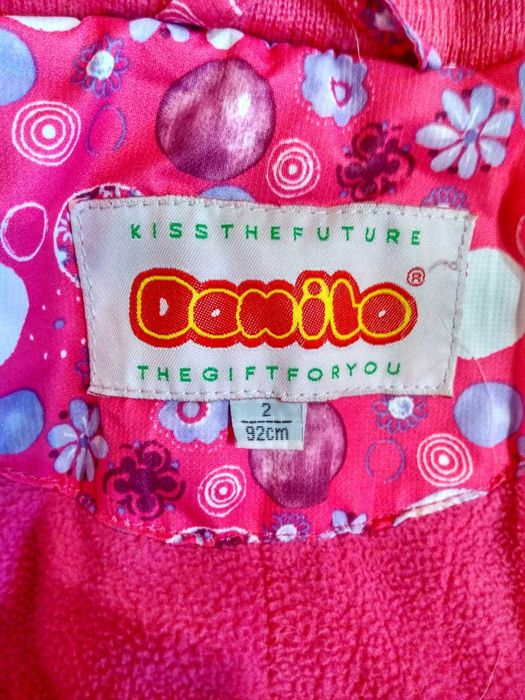 KISSTHEFUTURE
Danilo®
THEGIFTFORYOU
2
92cm